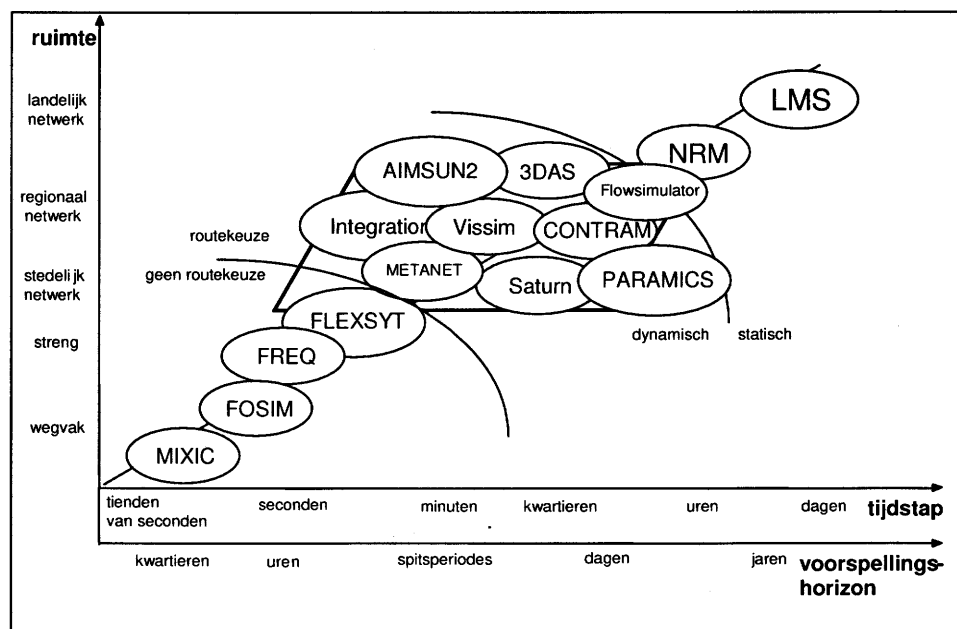 ruimte
landelijk
netwerk
LMS
NRM
AIMSUN2
3DAS
Flowsimulator
regionaal
netwerk
Integration
Vissim
CONTRAMY
routekeuze
geen routekeuze
METANET
stedelijk
netwerk
Saturn
PARAMICS
FLEXSYT
dynamisch
statisch
streng
FREQ
FOSIM
wegvak
MIXIC
tienden
van seconden
seconden
minuten
kwartieren
uren
dagen
tijdstap
kwartieren
uren
spitsperiodes
dagen
jaren
voorspellings-
horizon